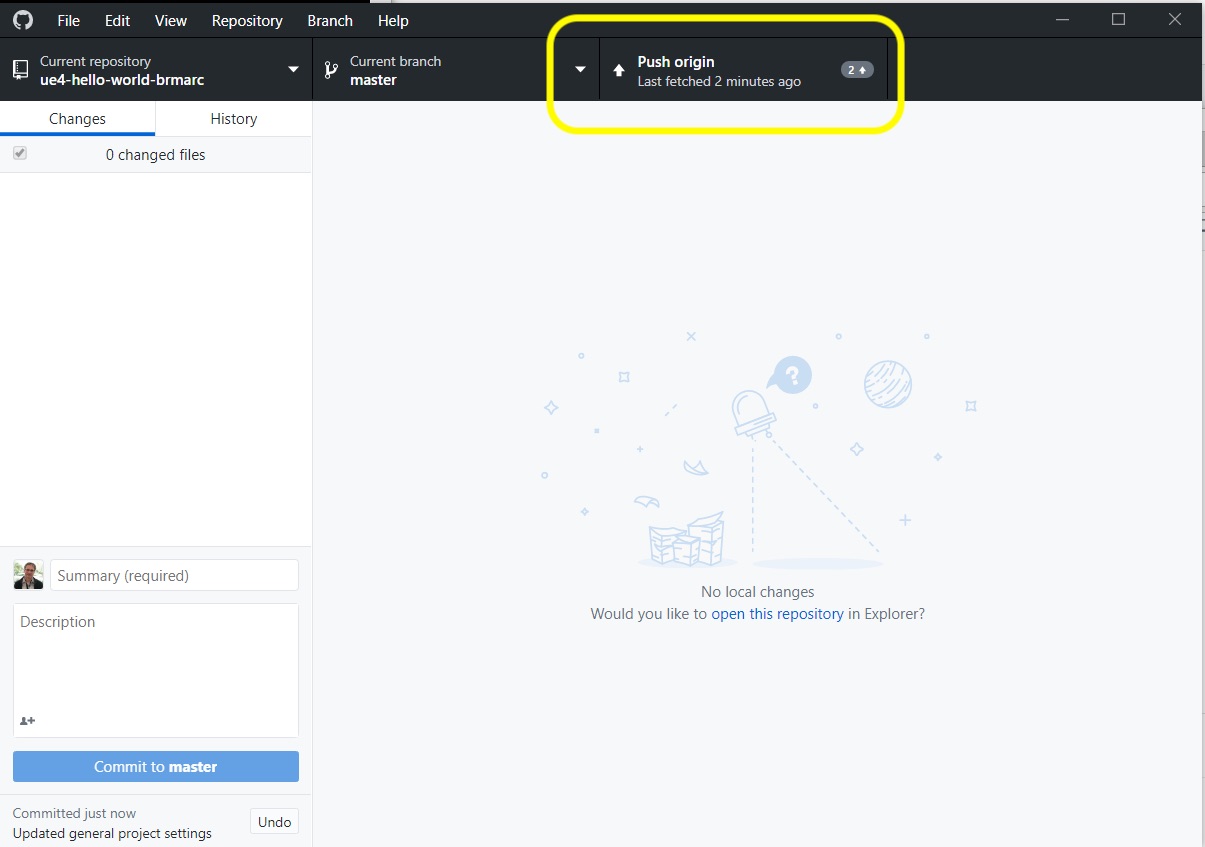 File Edit View Repository Branch Help
Current repository
ue4-hello-world-brmarc
Current branch
master
Push origin
Last fetched 2 minutes ago
2
Changes
History
0 changed files
?
No local changes
Would you like to open this repository in Explorer?
Summary (required)
Description
Commit to master
Committed just now
Updated general project settings
Undo